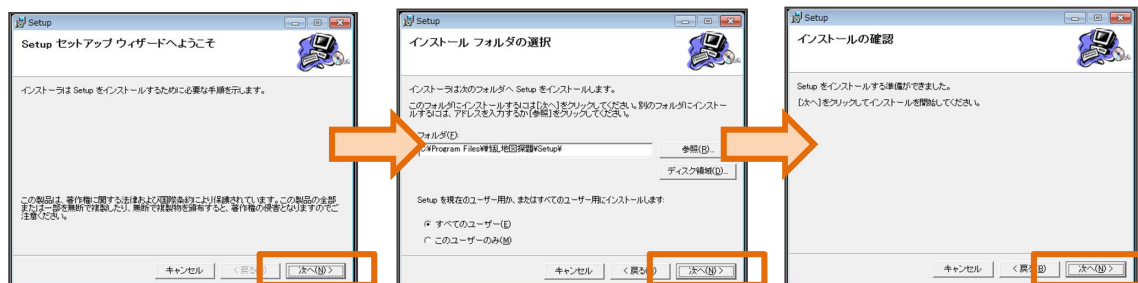 Setup
Setup セットアップ ウィザードへようこそ
インストーラは Setup をインストールするために必要な手順を示します。
この製品は、著作権に関する法律および国際条約により保護されています。この製品の全部
または一部を無断で複製したり、無断で複製物を頒布すると、著作権の侵害となりますのでご
注意ください。
キャンセル
< 戻る
次へ(N) >
Setup
インストール フォルダの選択
インストーラは次のフォルダへ Setup をインストールします。
このフォルダにインストールするには[次へ]をクリックしてください。別のフォルダにインストー
ルするには、アドレスを入力するか[参照]をクリックしてください。
フォルダ(F):
C:¥Program Files¥
地図探題¥Setup¥
参照(R)...
ディスク領域(D)...
Setup を現在のユーザー用か、またはすべてのユーザー用にインストールします:
すべてのユーザー(E)
このユーザーのみ(M)
キャンセル
< 戻る
次へ(N) >
Setup
インストールの確認
Setup をインストールする準備ができました。
[次へ]をクリックしてインストールを開始してください。
キャンセル
< 戻る(B)
次へ(N) >